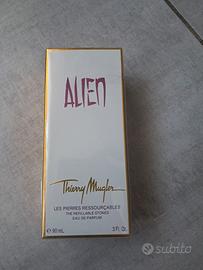 ALIEN
Thierry Mugler
LES PIERRES RESSOURÇABLES
THE REFILLABLE STONES
EAU DE PARFUM
℮ 90 mL
3 Fl. Oz.
subito